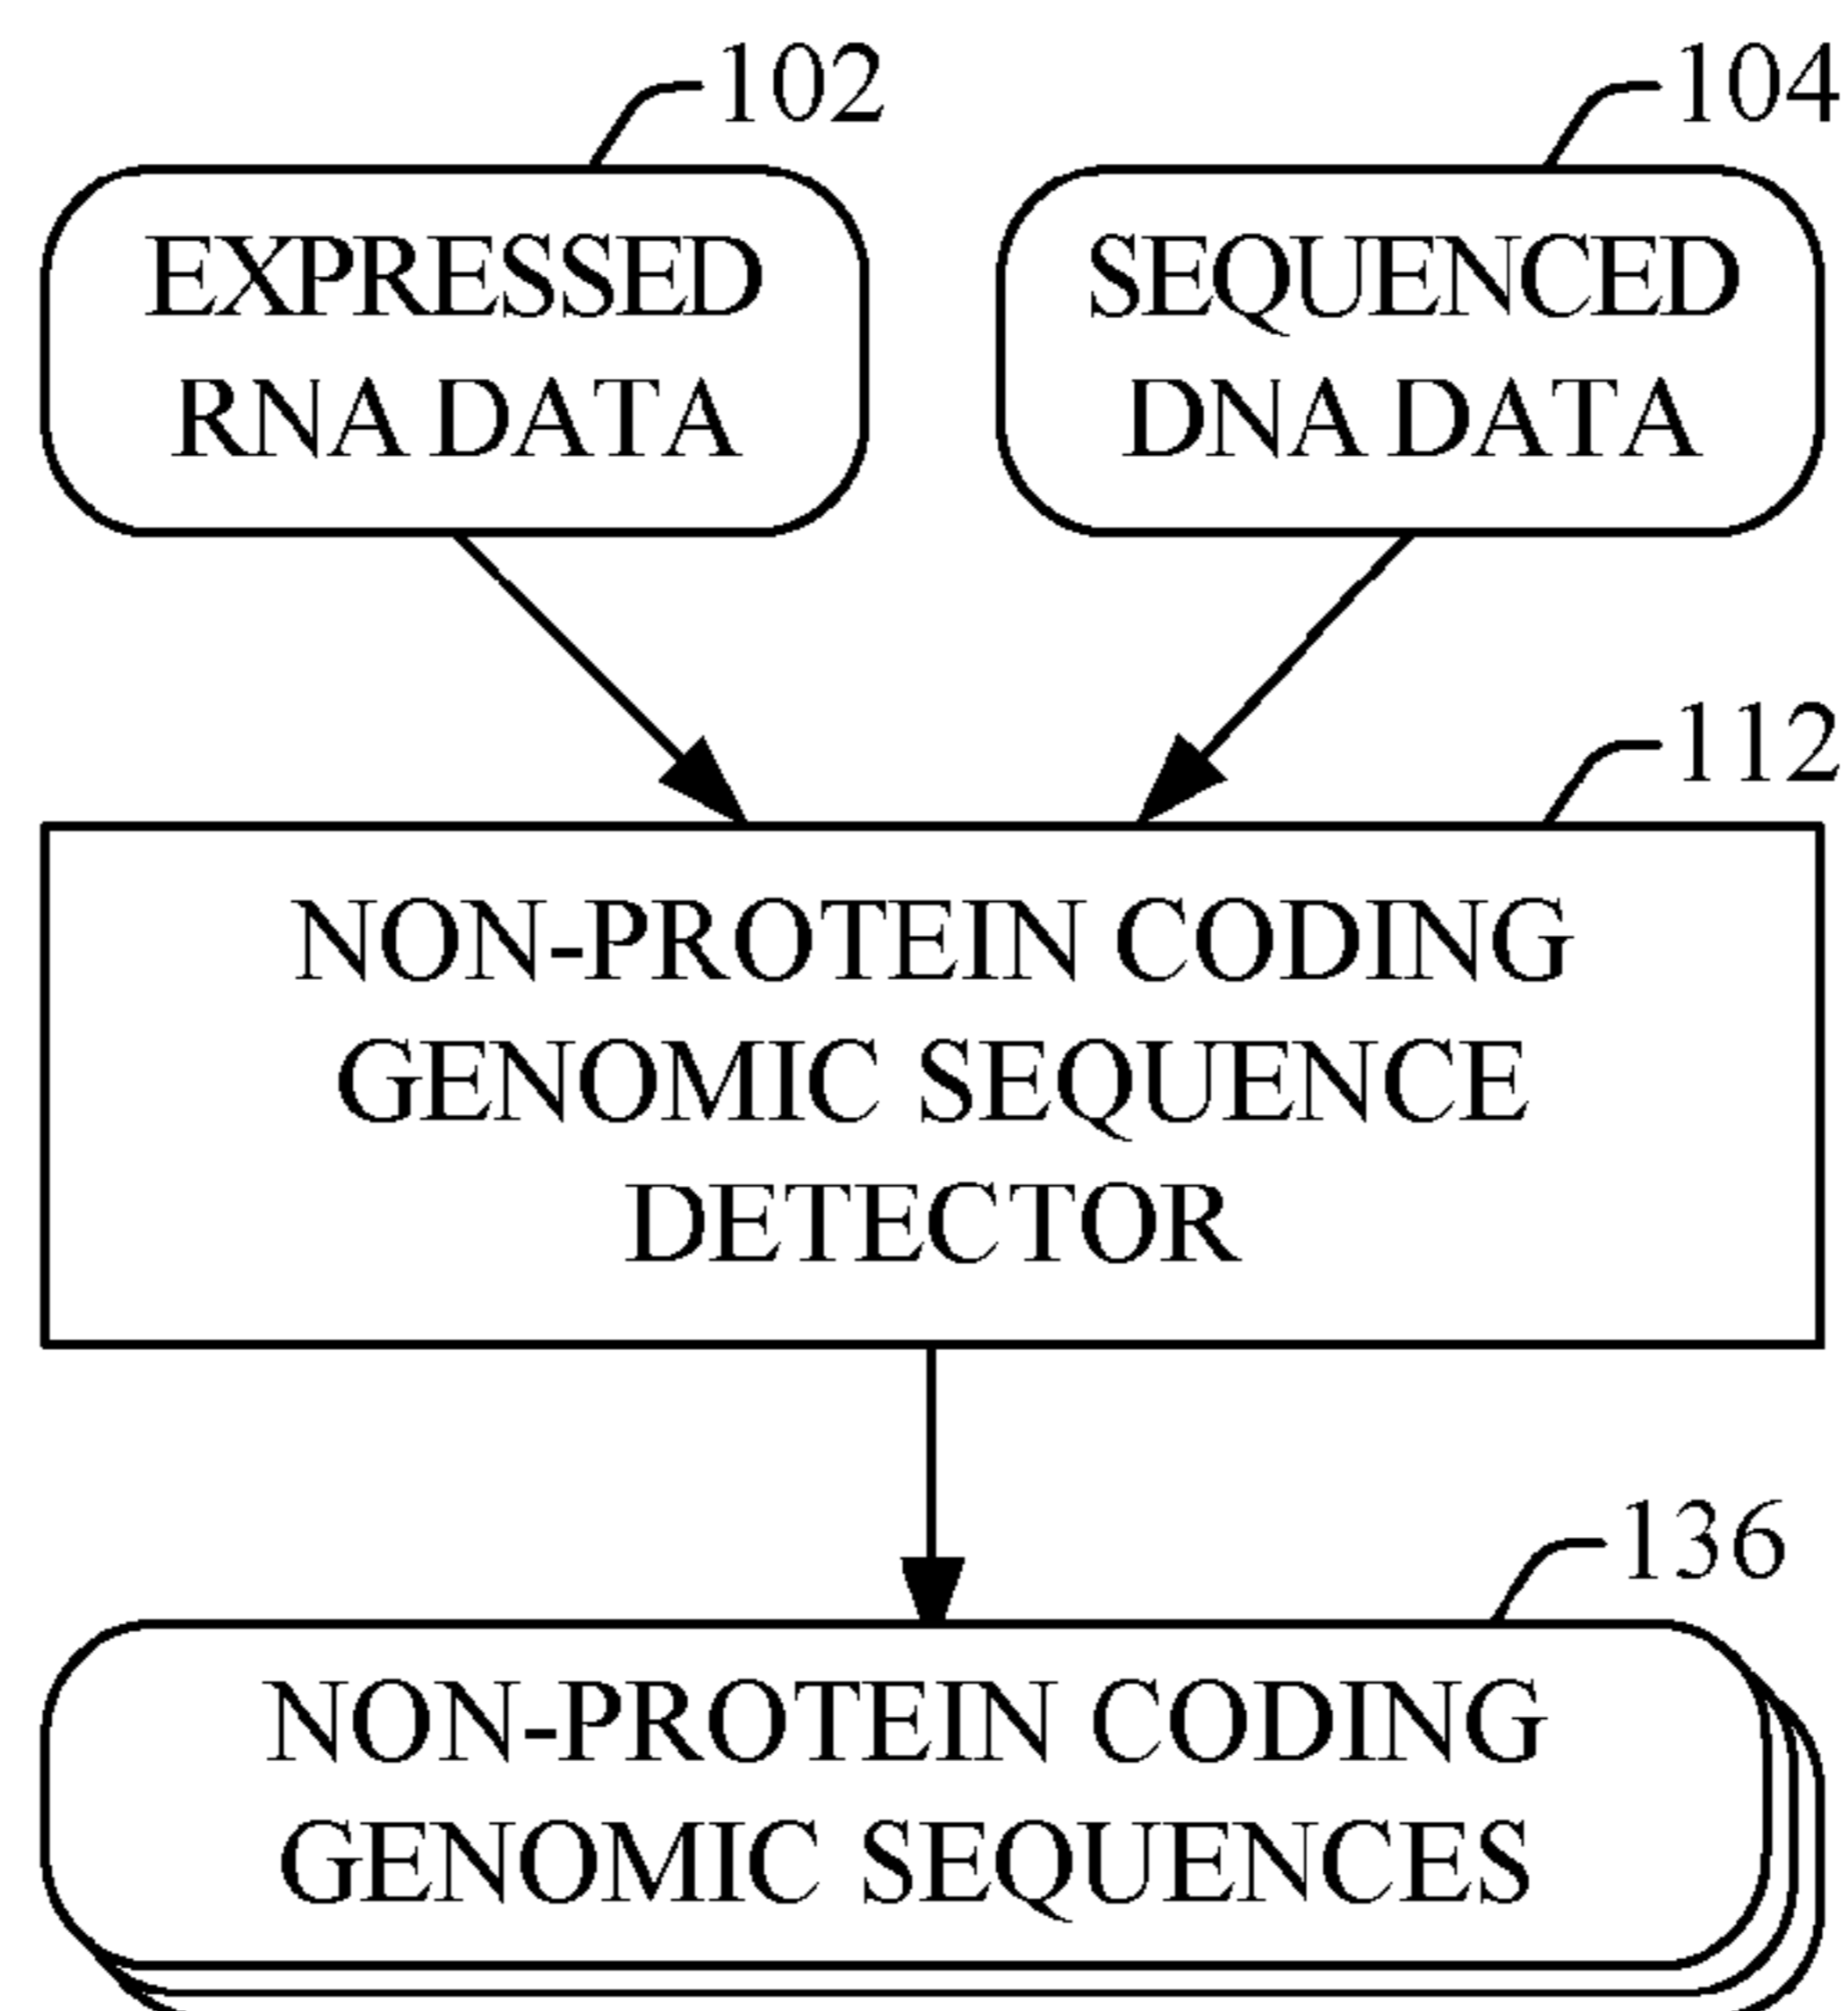 102
104
EXPRESSED
RNA DATA
SEQUENCED
DNA DATA
112
NON-PROTEIN CODING
GENOMIC SEQUENCE
DETECTOR
136
NON-PROTEIN CODING
GENOMIC SEQUENCES